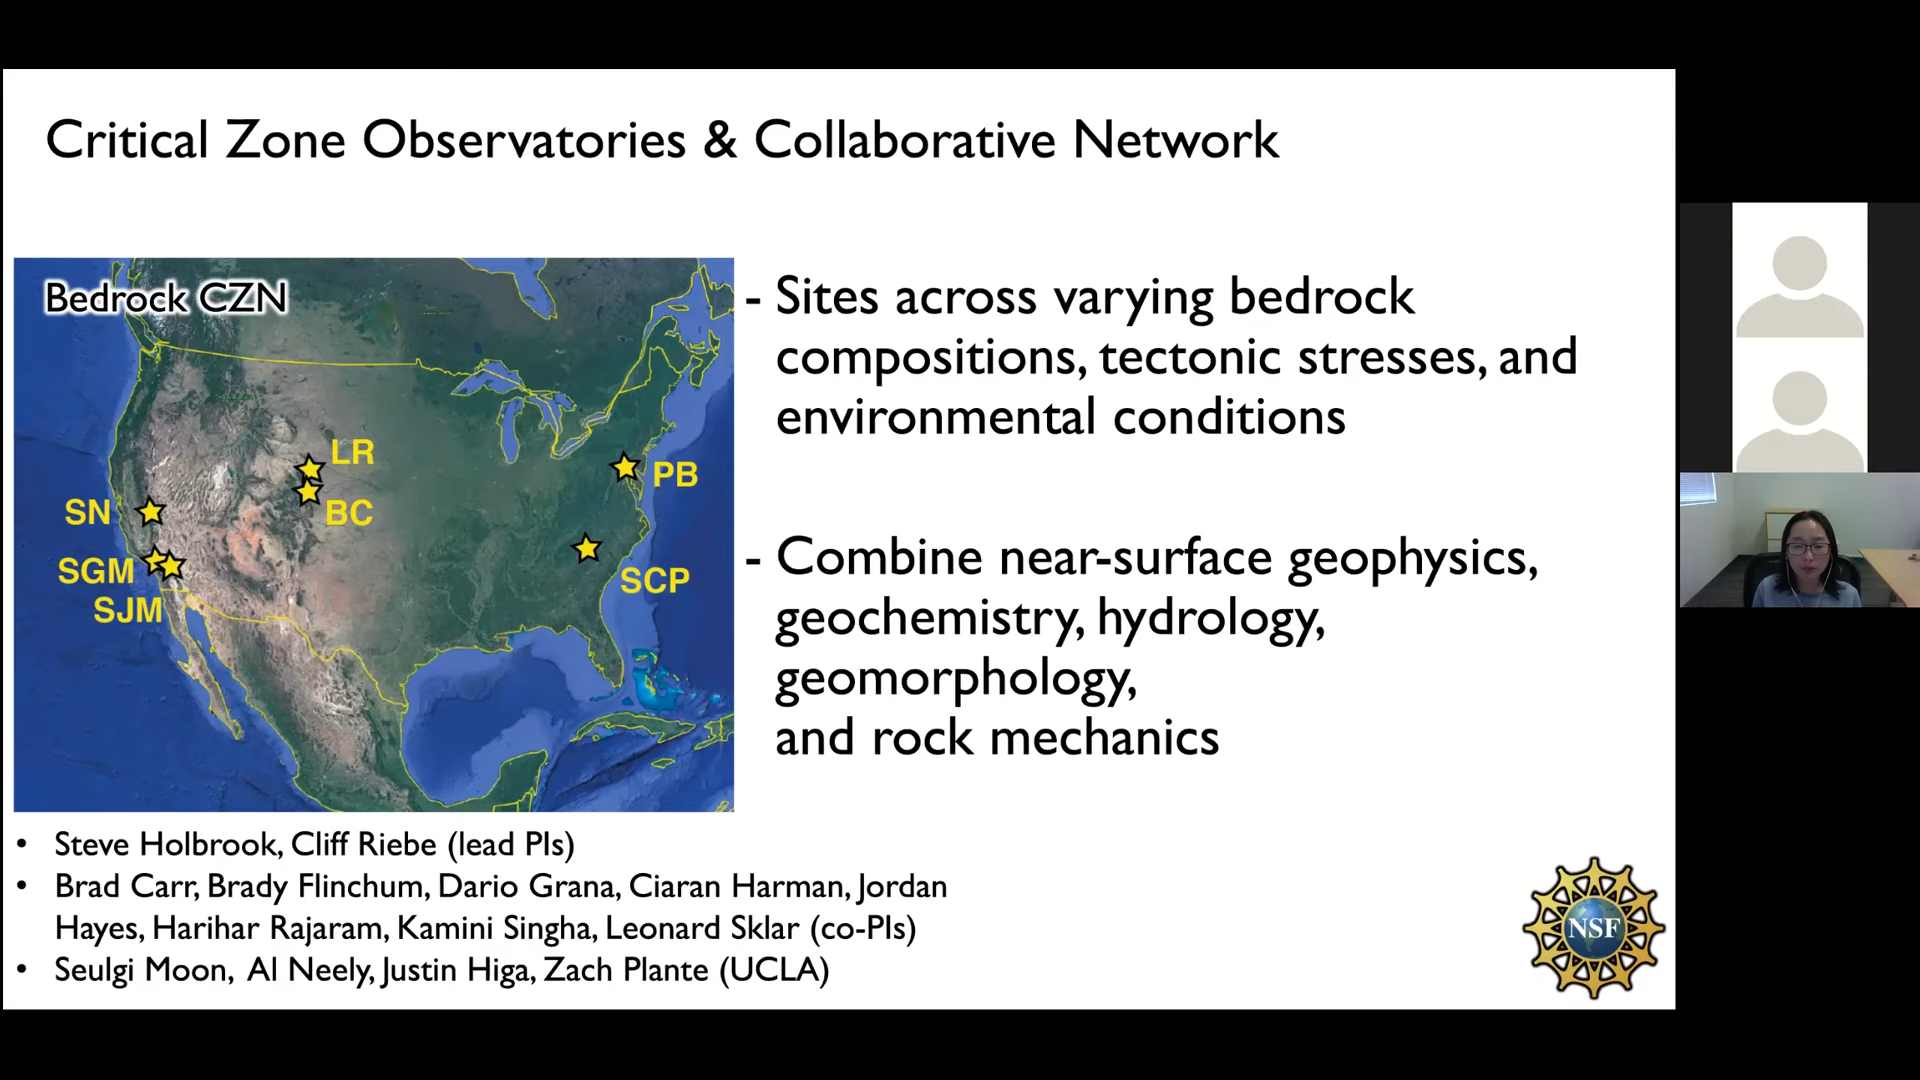 Critical Zone Observatories & Collaborative Network
Bedrock CZN
LR
BC
SN
SGM
SJM
PB
SCP
- Sites across varying bedrock
compositions, tectonic stresses, and
environmental conditions
- Combine near-surface geophysics,
geochemistry, hydrology,
geomorphology,
and rock mechanics
• Steve Holbrook, Cliff Riebe (lead PIs)
• Brad Carr, Brady Flinchum, Dario Grana, Ciaran Harman, Jordan
Hayes, Harihar Rajaram, Kamini Singha, Leonard Sklar (co-PIs)
• Seulgi Moon, Al Neely, Justin Higa, Zach Plante (UCLA)
NSF